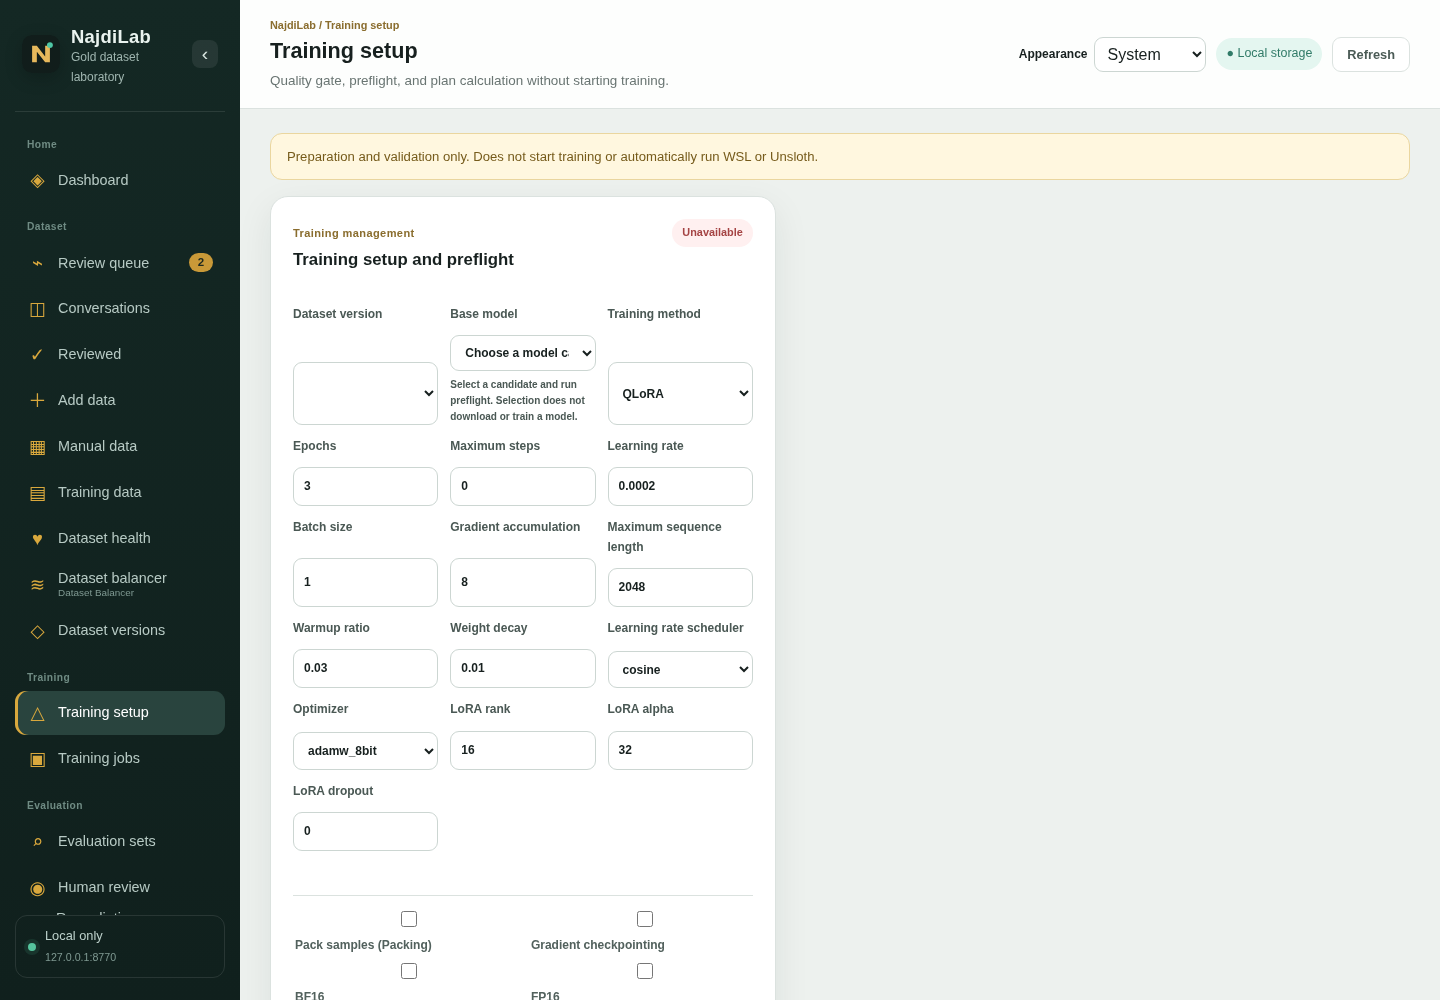 NajdiLab
Gold dataset
laboratory
Home
Dashboard
Dataset
Review queue
2
Conversations
Reviewed
Add data
Manual data
Training data
Dataset health
Dataset balancer
Dataset Balancer
Dataset versions
Training
Training setup
Training jobs
Evaluation
Evaluation sets
Human review
Local only
127.0.0.1:8770
NajdiLab / Training setup
Training setup
Quality gate, preflight, and plan calculation without starting training.
Appearance
System
● Local storage
Refresh
Preparation and validation only. Does not start training or automatically run WSL or Unsloth.
Training management
Unavailable
Training setup and preflight
Dataset version
Base model
Training method
Choose a model c
Select a candidate and run
preflight. Selection does not
download or train a model.
QLoRA
Epochs
Maximum steps
Learning rate
3
0
0.0002
Batch size
Gradient accumulation
Maximum sequence
length
1
8
2048
Warmup ratio
Weight decay
Learning rate scheduler
0.03
0.01
cosine
Optimizer
LoRA rank
LoRA alpha
adamw_8bit
16
32
LoRA dropout
0
Pack samples (Packing)
Gradient checkpointing
BF16
FP16